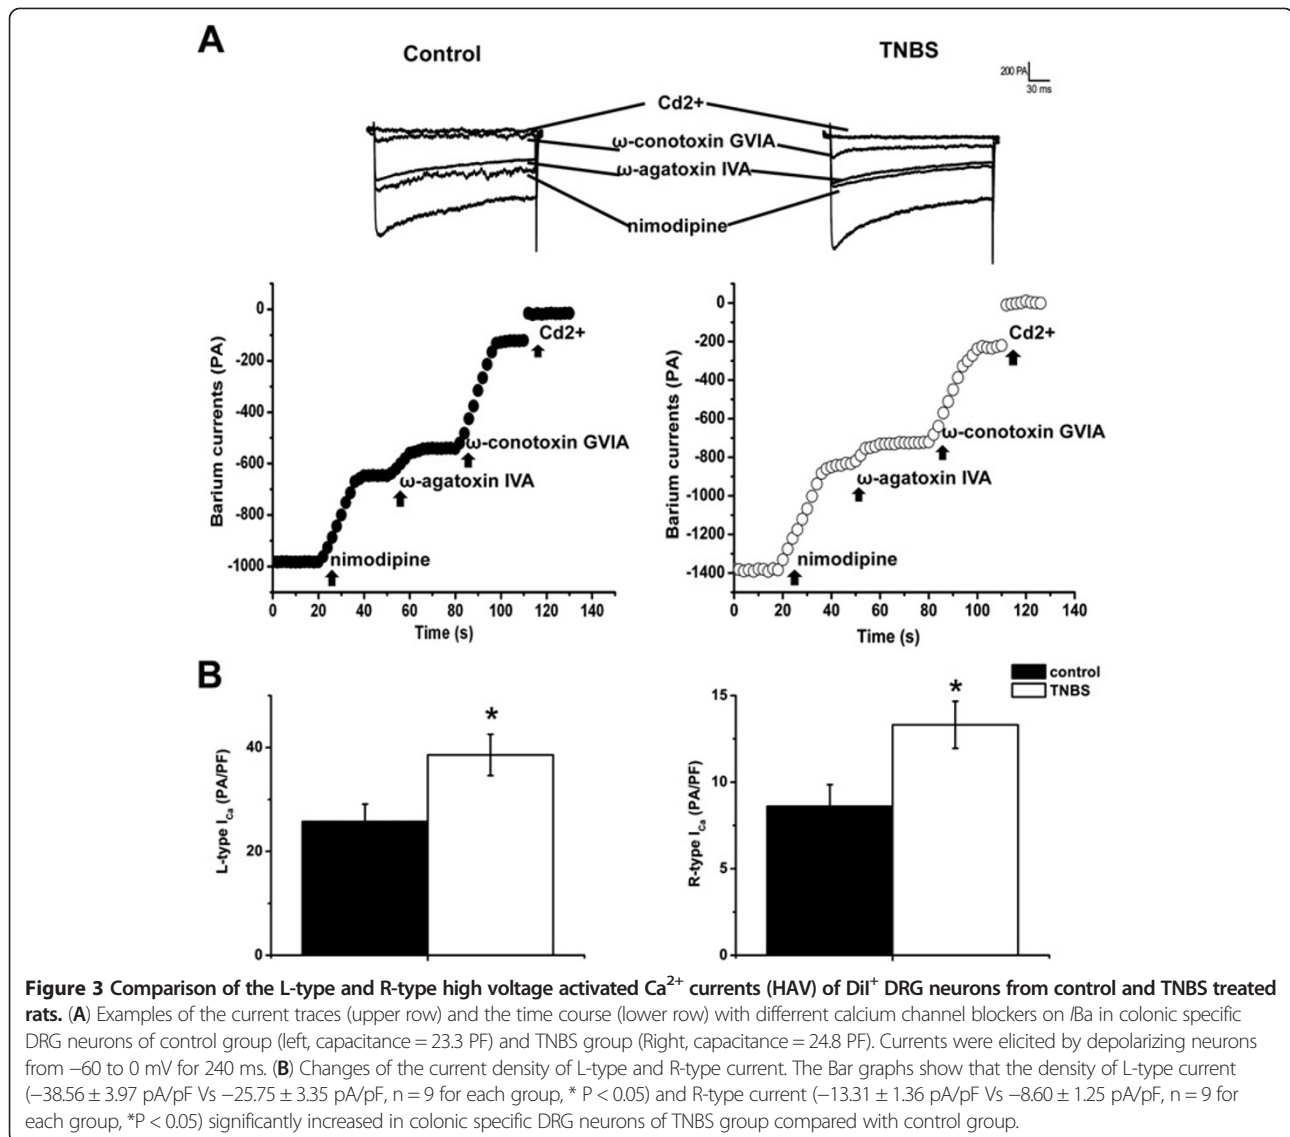 A
Control
TNBS
200 PA
30 ms
Cd2+
ω-conotoxin GVIA
ω-agatoxin IVA
nimodipine
Barium currents (PA)
0
-200
-400
-600
-800
-1000
Cd2+
ω-conotoxin GVIA
ω-agatoxin IVA
nimodipine
0 20 40 60 80 100 120 140
Time (s)
Barium currents (PA)
0
-200
-400
-600
-800
-1000
-1200
-1400
Cd2+
ω-conotoxin GVIA
ω-agatoxin IVA
nimodipine
0 20 40 60 80 100 120 140
Time (s)
B
L-type I_Ca (PA/PF)
40
20
0
*
R-type I_Ca (PA/PF)
15
10
5
0
*
control
TNBS
Figure 3 Comparison of the L-type and R-type high voltage activated Ca²⁺ currents (HAV) of DiI⁺ DRG neurons from control and TNBS treated
rats. (A) Examples of the current traces (upper row) and the time course (lower row) with different calcium channel blockers on IBa in colonic specific
DRG neurons of control group (left, capacitance = 23.3 PF) and TNBS group (Right, capacitance = 24.8 PF). Currents were elicited by depolarizing neurons
from −60 to 0 mV for 240 ms. (B) Changes of the current density of L-type and R-type current. The Bar graphs show that the density of L-type current
(−38.56 ± 3.97 pA/pF Vs −25.75 ± 3.35 pA/pF, n = 9 for each group, * P < 0.05) and R-type current (−13.31 ± 1.36 pA/pF Vs −8.60 ± 1.25 pA/pF, n = 9 for
each group, *P < 0.05) significantly increased in colonic specific DRG neurons of TNBS group compared with control group.